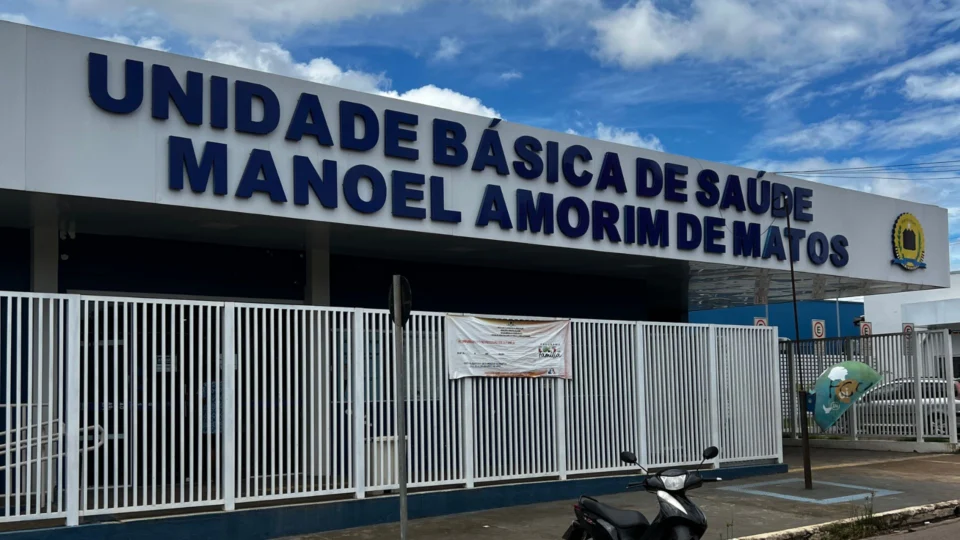 UNIDADE BÁSICA DE SAÚDE
MANOEL AMORIM DE MATOS